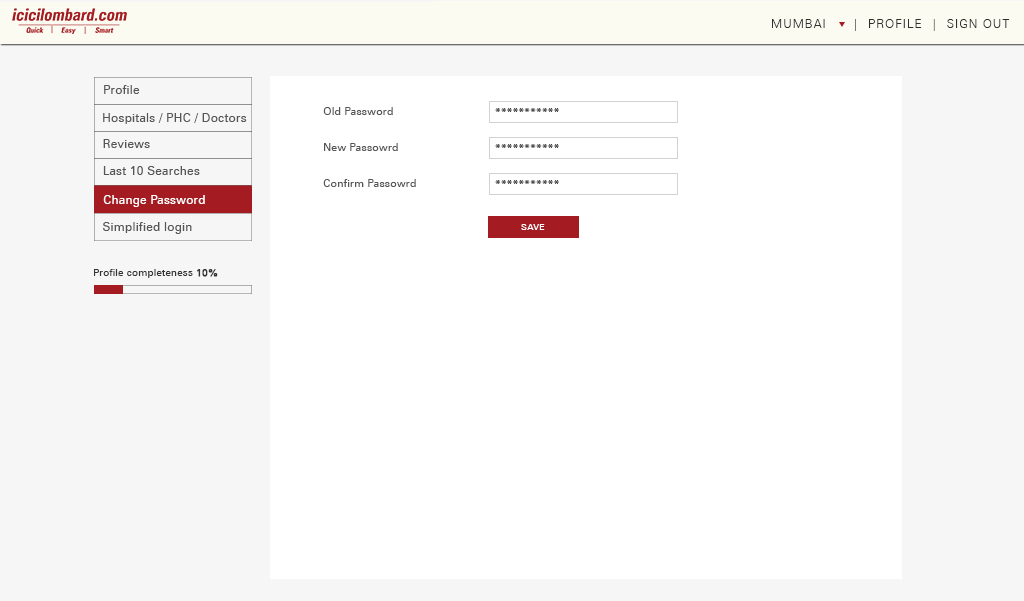 icicilombard.com
Quick | Easy | Smart
MUMBAI ▼ | PROFILE | SIGN OUT
Profile
Hospitals / PHC / Doctors
Reviews
Last 10 Searches
Change Password
Simplified login
Profile completeness 10%
Old Password ***********
New Passowrd ***********
Confirm Passowrd ***********
SAVE